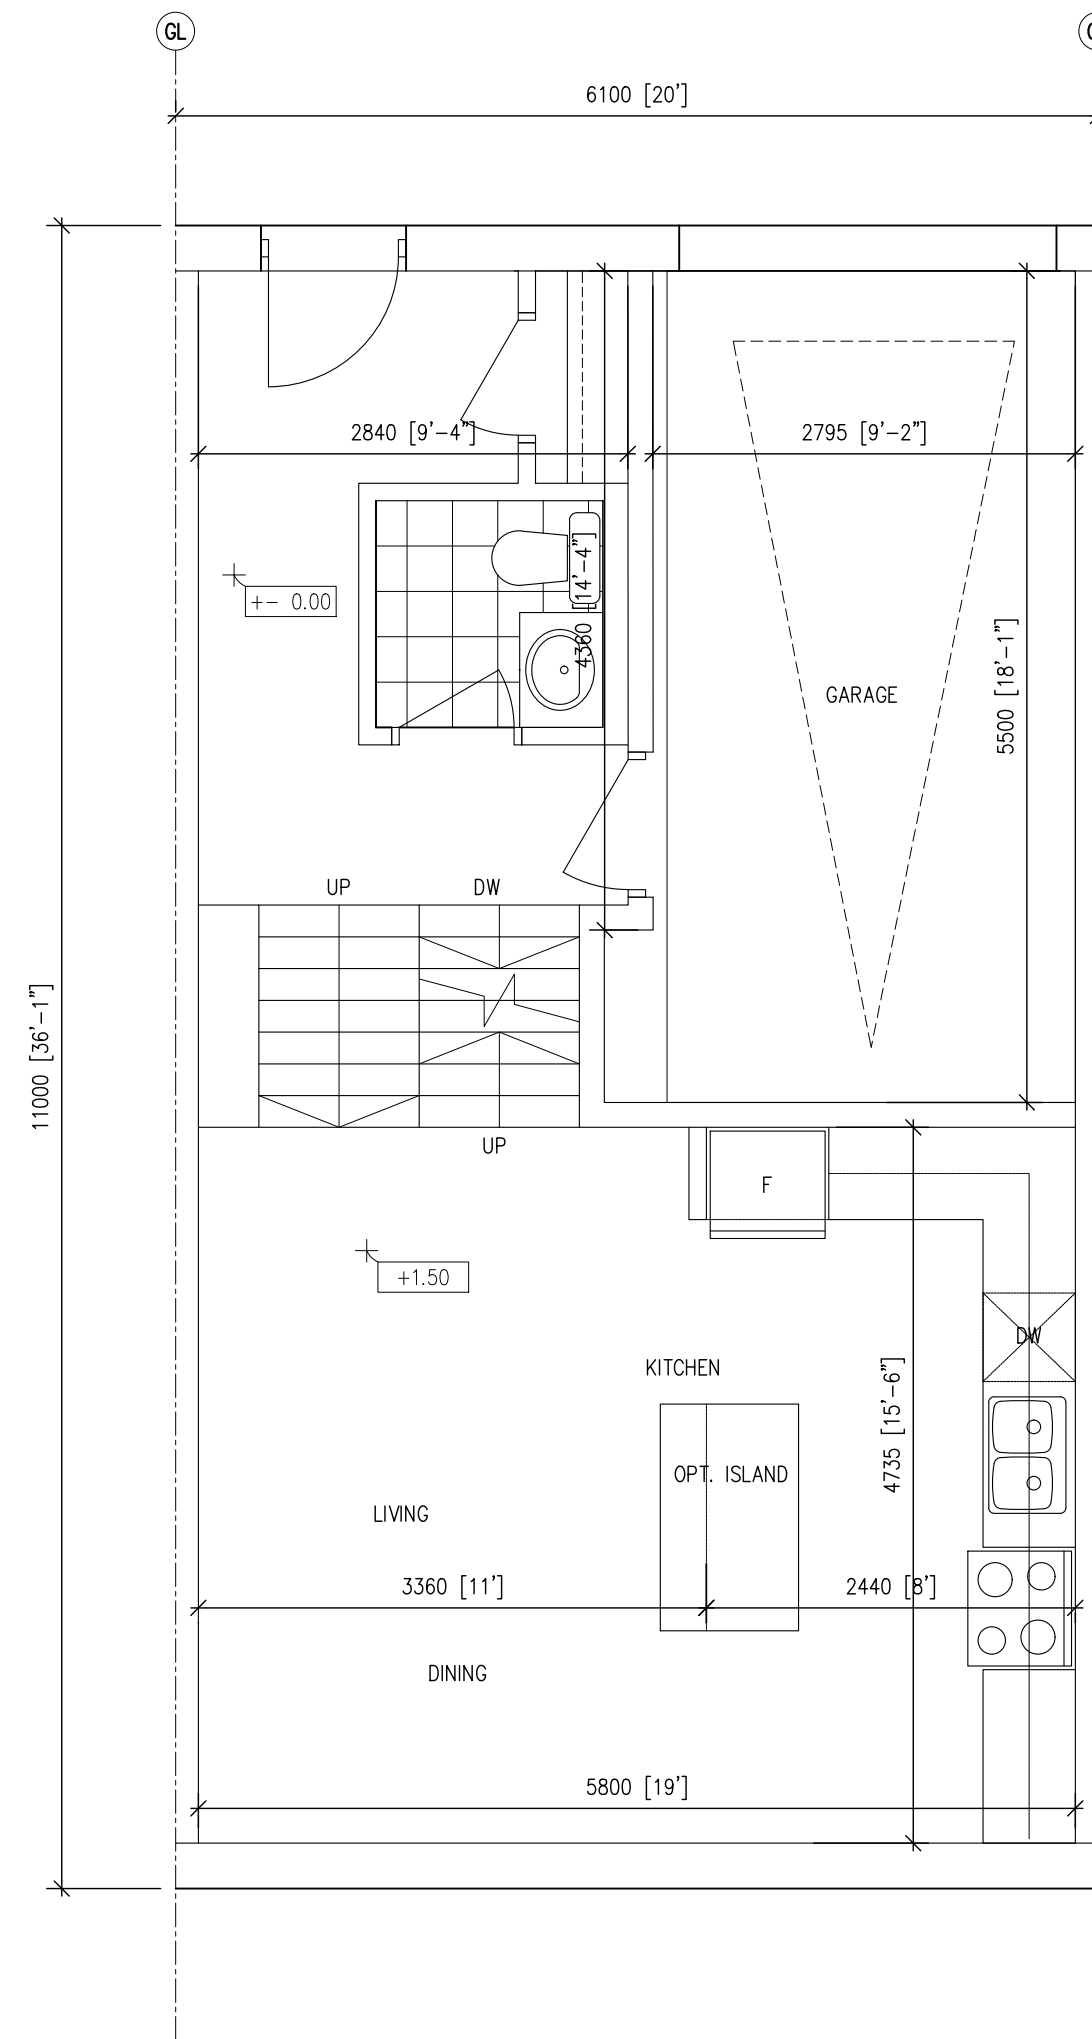 GL
6100 [20']
2840 [9'-4"]
2795 [9'-2"]
4360 [14'-4"]
+- 0.00
5500 [18'-1"]
GARAGE
UP
DW
11000 [36'-1"]
UP
F
+1.50
DW
KITCHEN
4735 [15'-6"]
OPT. ISLAND
LIVING
3360 [11']
2440 [8']
DINING
5800 [19']